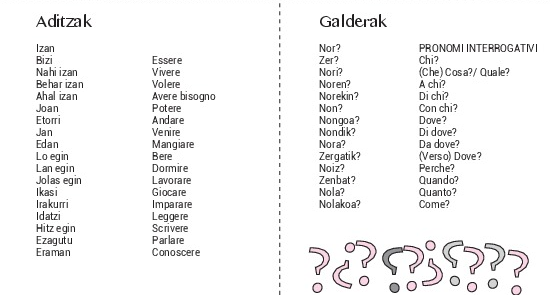 Aditzak
Izan
Bizi Essere
Nahi izan Vivere
Behar izan Volere
Ahal izan Avere bisogno
Joan Potere
Etorri Andare
Jan Venire
Edan Mangiare
Lo egin Bere
Lan egin Dormire
Jolas egin Lavorare
Ikasi Giocare
Irakurri Imparare
Idatzi Leggere
Hitz egin Scrivere
Ezagutu Parlare
Eraman Conoscere
Galderak
Nor? PRONOMI INTERROGATIVI
Zer? Chi?
Nori? (Che) Cosa?/ Quale?
Noren? A chi?
Norekin? Di chi?
Non? Con chi?
Nongoa? Dove?
Nondik? Di dove?
Nora? Da dove?
Zergatik? (Verso) Dove?
Noiz? Perche?
Zenbat? Quando?
Nola? Quanto?
Nolakoa? Come?